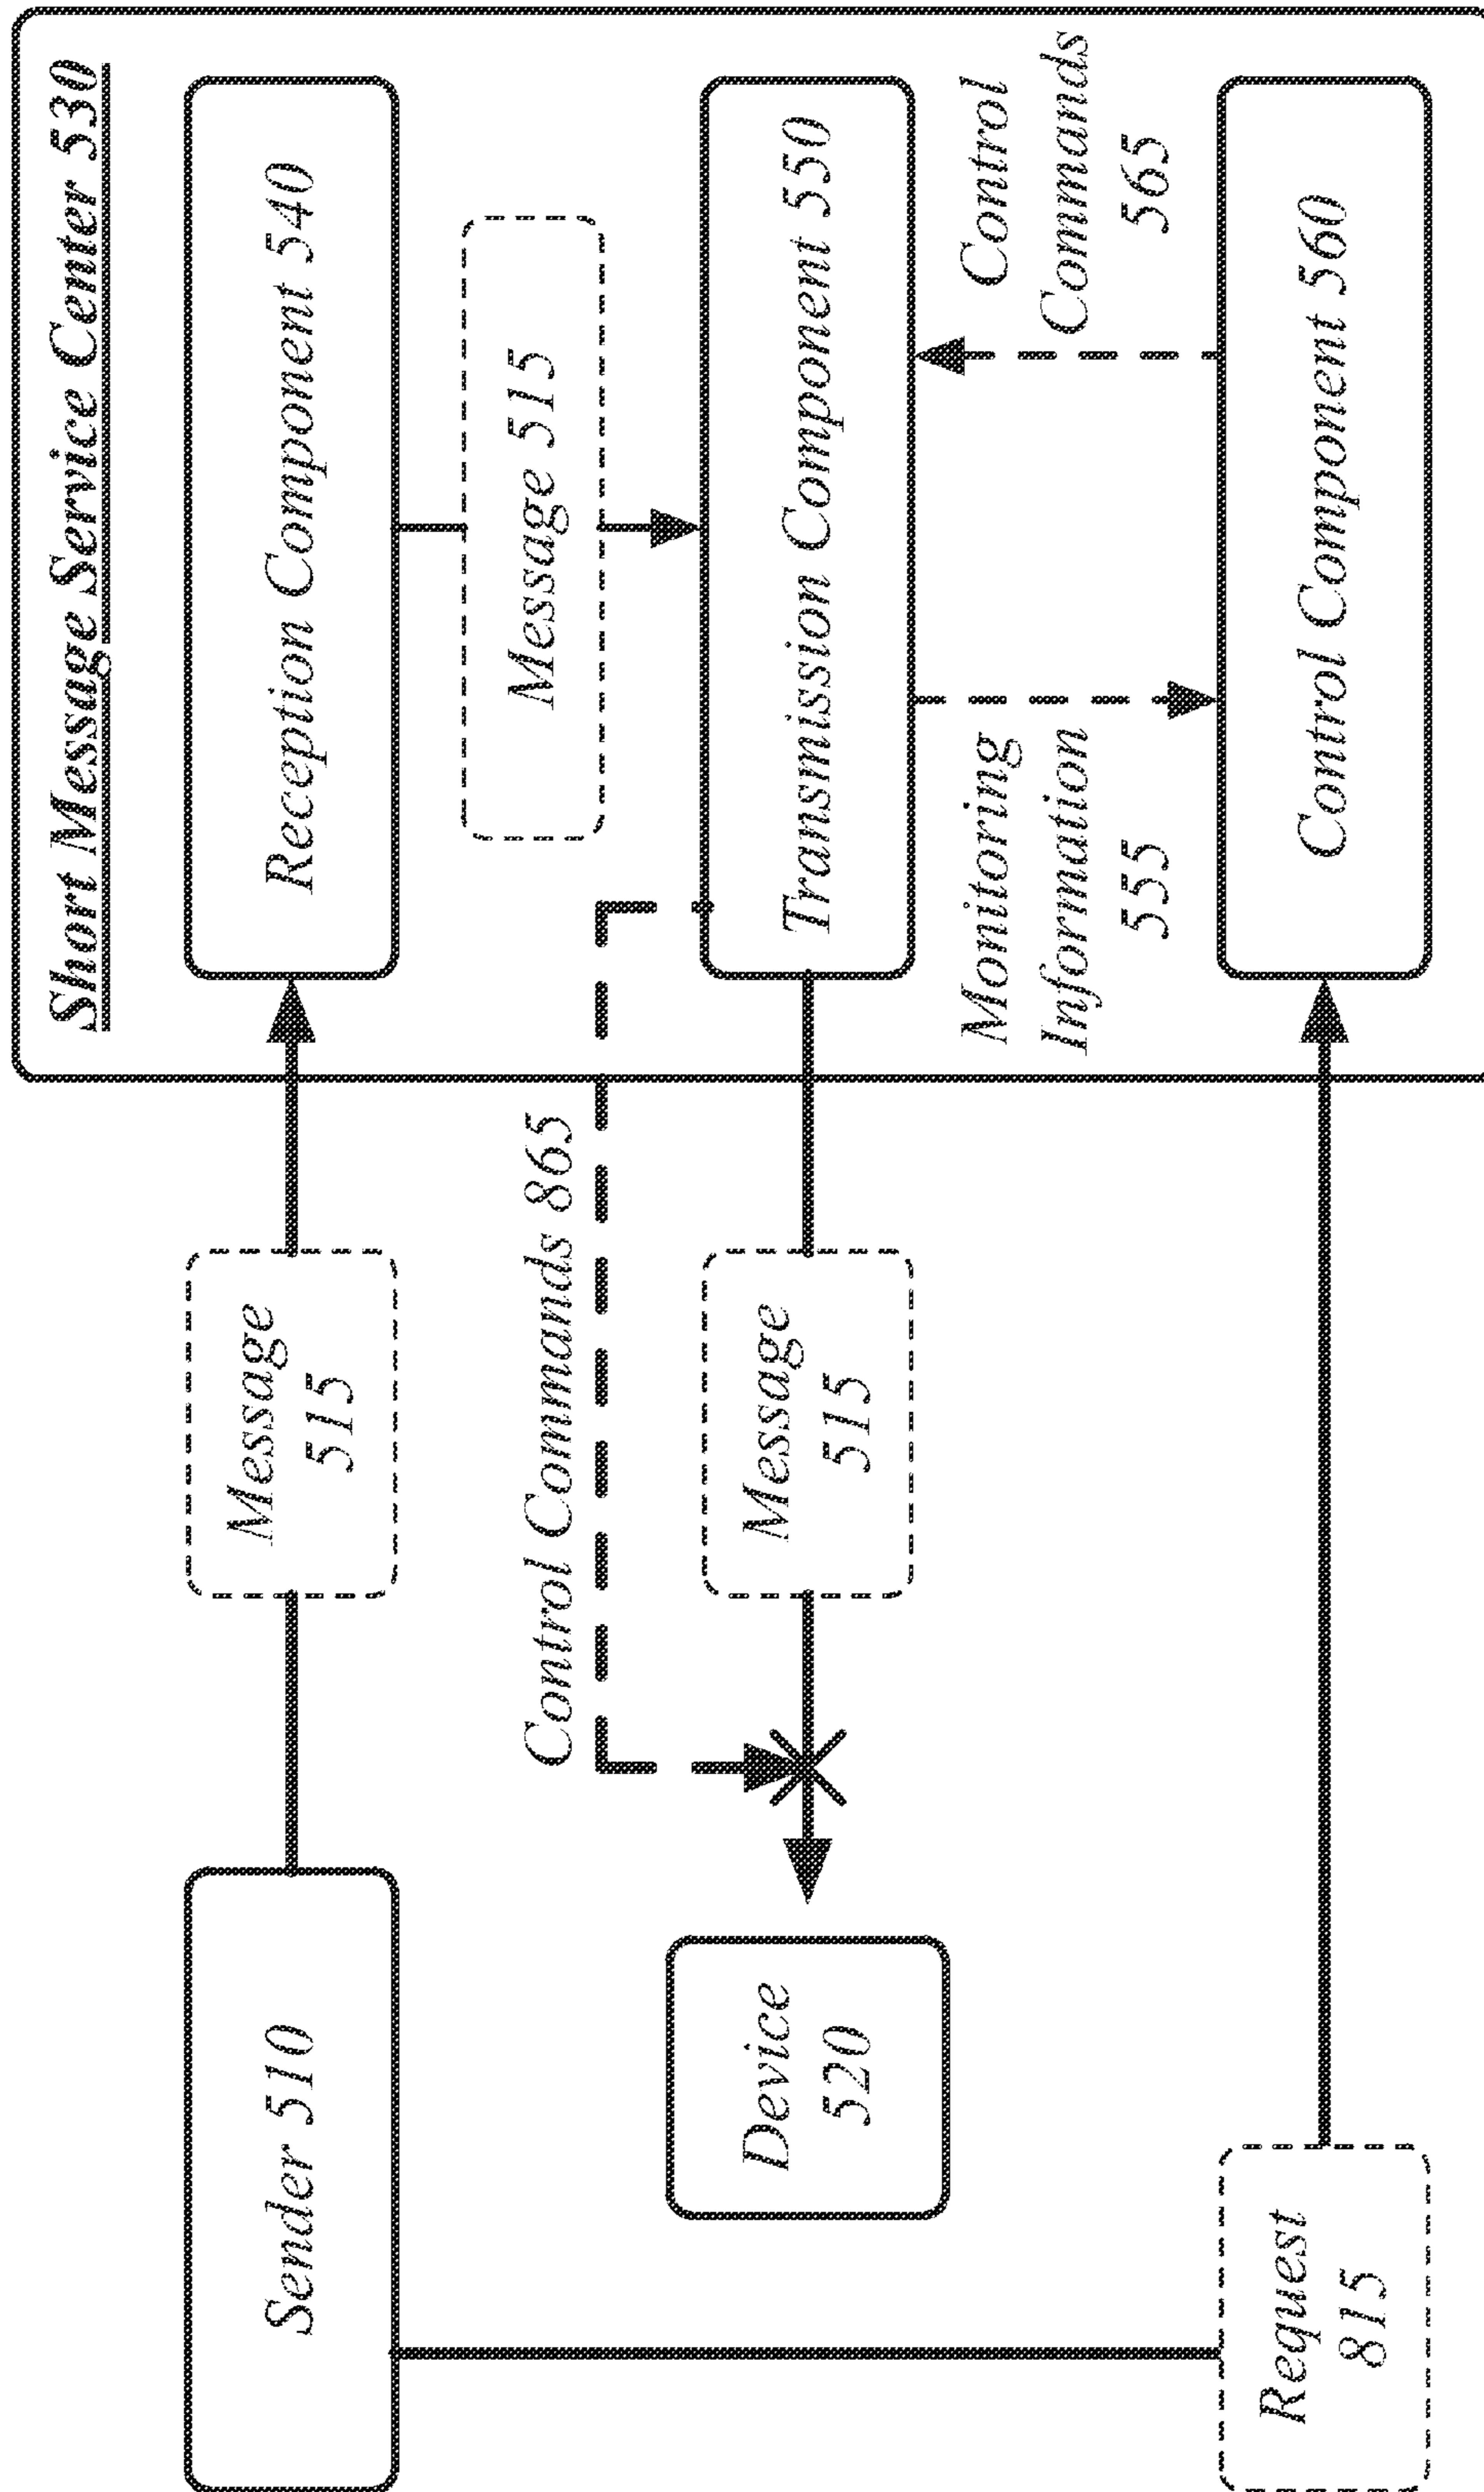 Short Message Service Center 530
Sender 510
Message
515
Reception Component 540
Message 515
Control Commands 865
Device
520
Message
515
Transmission Component 550
Monitoring
Information
555
Control
Commands
565
Request
815
Control Component 560